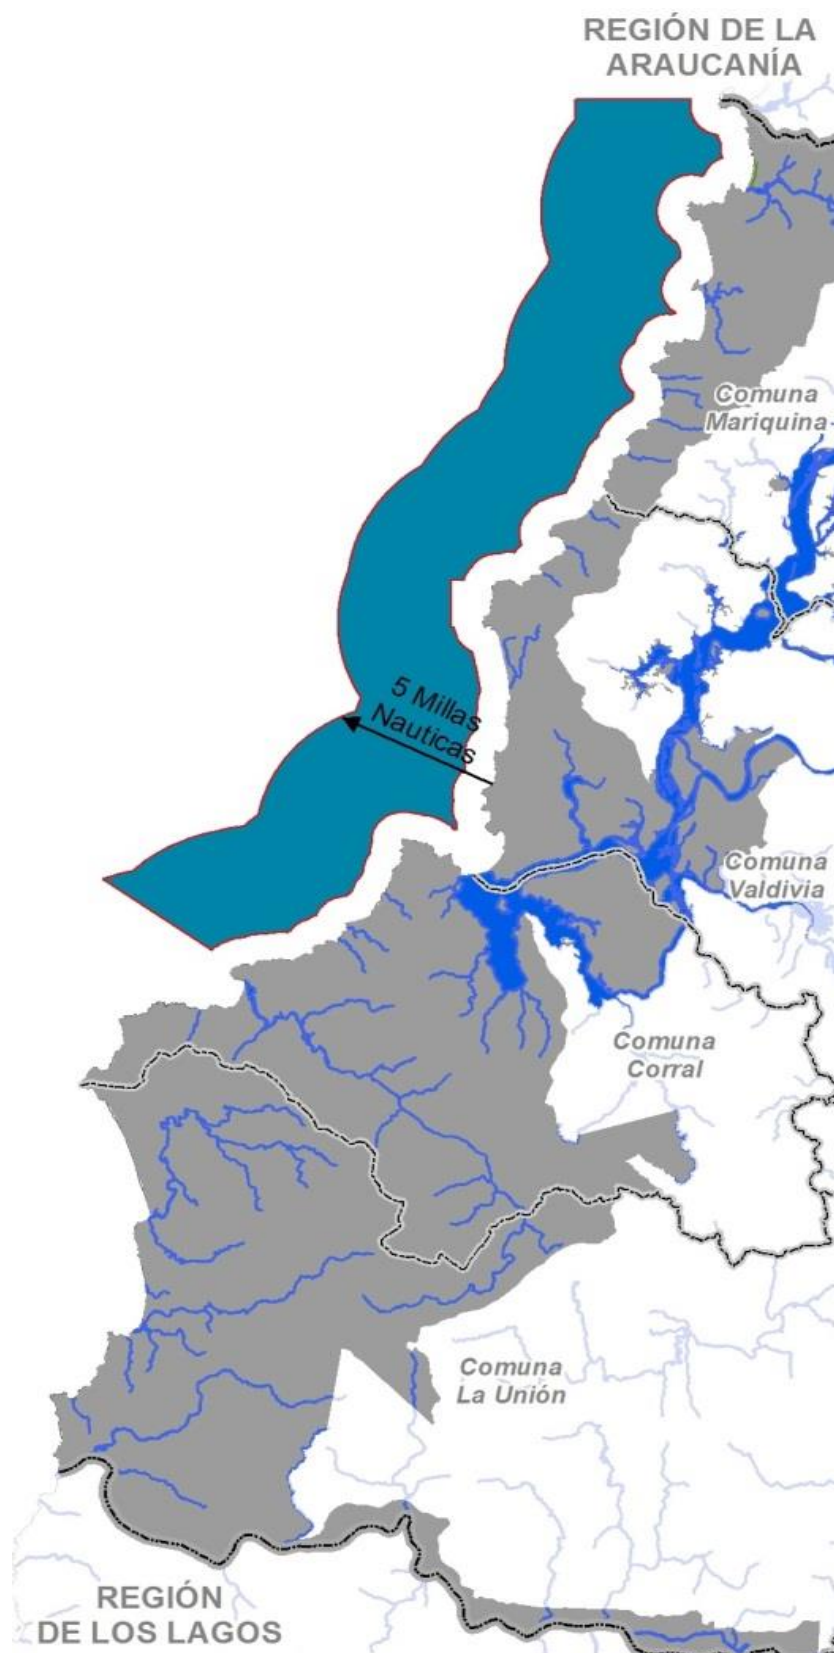 REGIÓN DE LA
ARAUCANÍA
Comuna
Mariquina
5 Millas
Nauticas
Comuna
Valdivia
Comuna
Corral
Comuna
La Unión
REGIÓN
DE LOS LAGOS